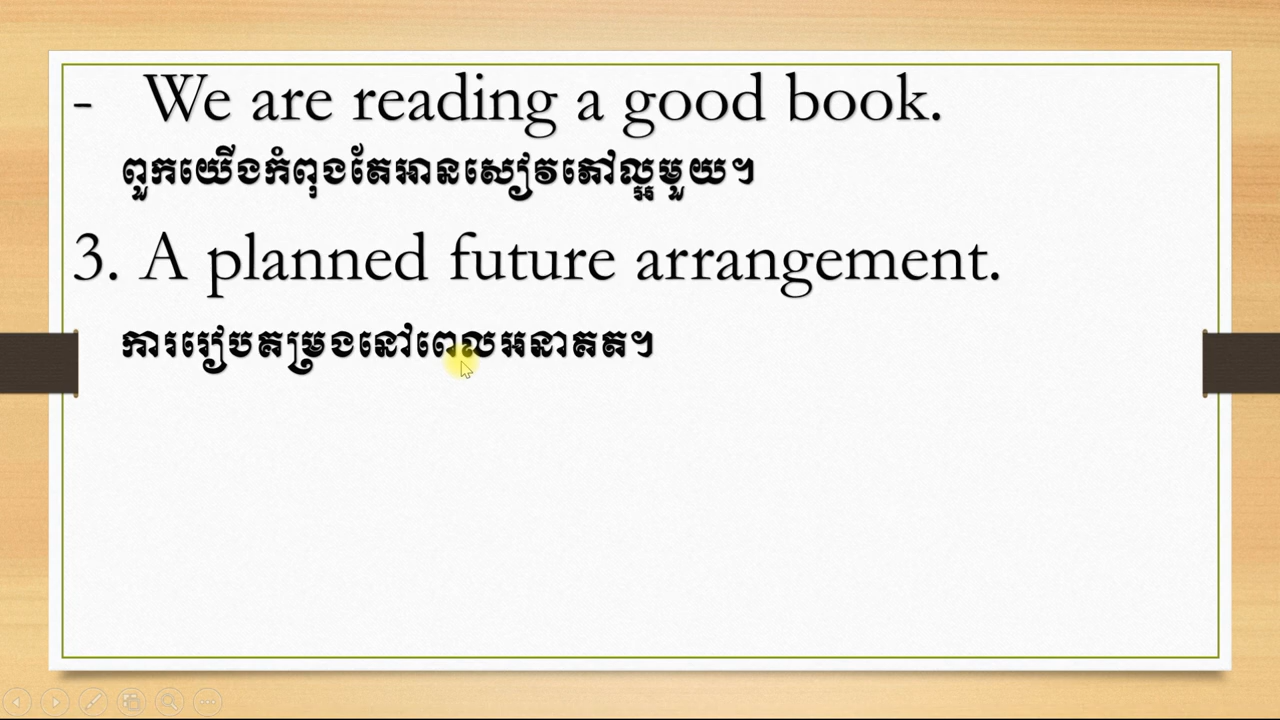 - We are reading a good book.
ពួកយើងកំពុងតែអានសៀវភៅល្អមួយ។
3. A planned future arrangement.
ការរៀបគម្រងនៅពេលអនាគត។